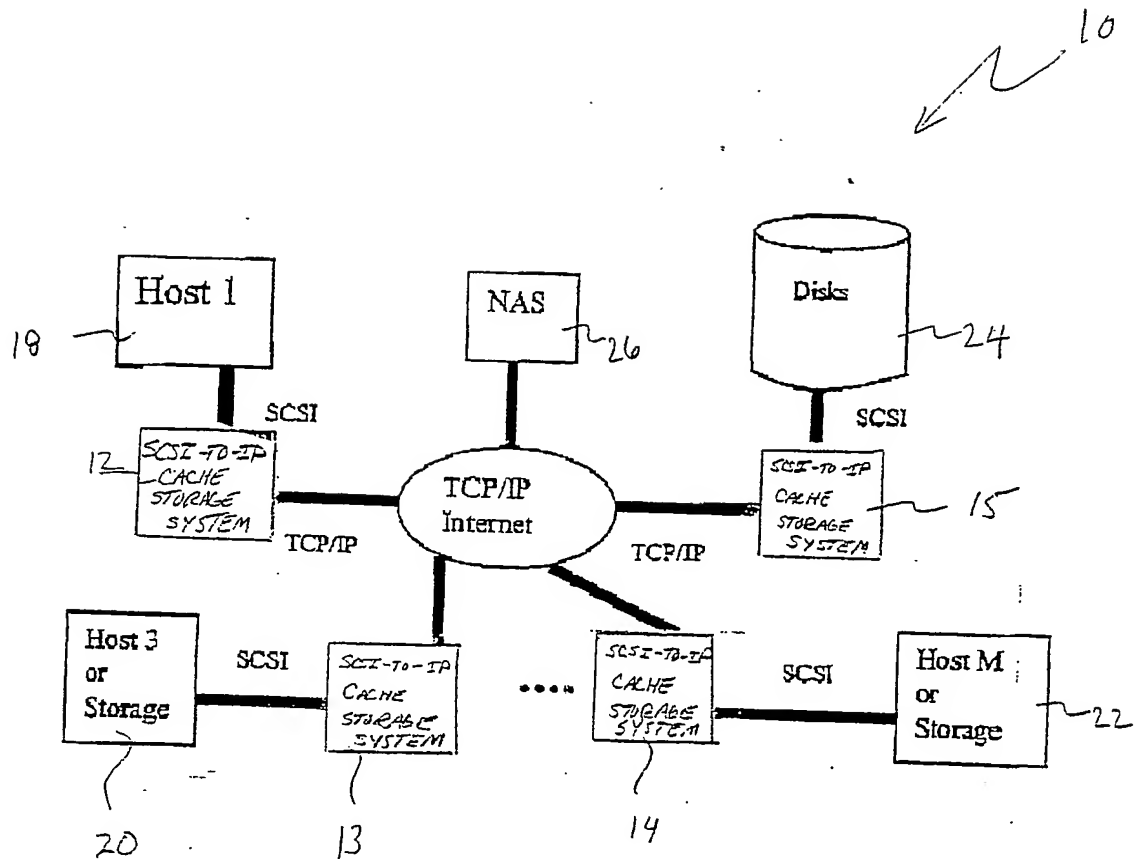 10
Host 1
18
NAS
26
Disks
24
SCSI
SCSI
SCSI-TO-IP
CACHE
STORAGE
SYSTEM
12
TCP/IP
Internet
SCSI-TO-IP
CACHE
STORAGE
SYSTEM
15
TCP/IP
TCP/IP
Host 3
or
Storage
20
SCSI
SCSI-TO-IP
CACHE
STORAGE
SYSTEM
13
SCSI-TO-IP
CACHE
STORAGE
SYSTEM
14
SCSI
Host M
or
Storage
22